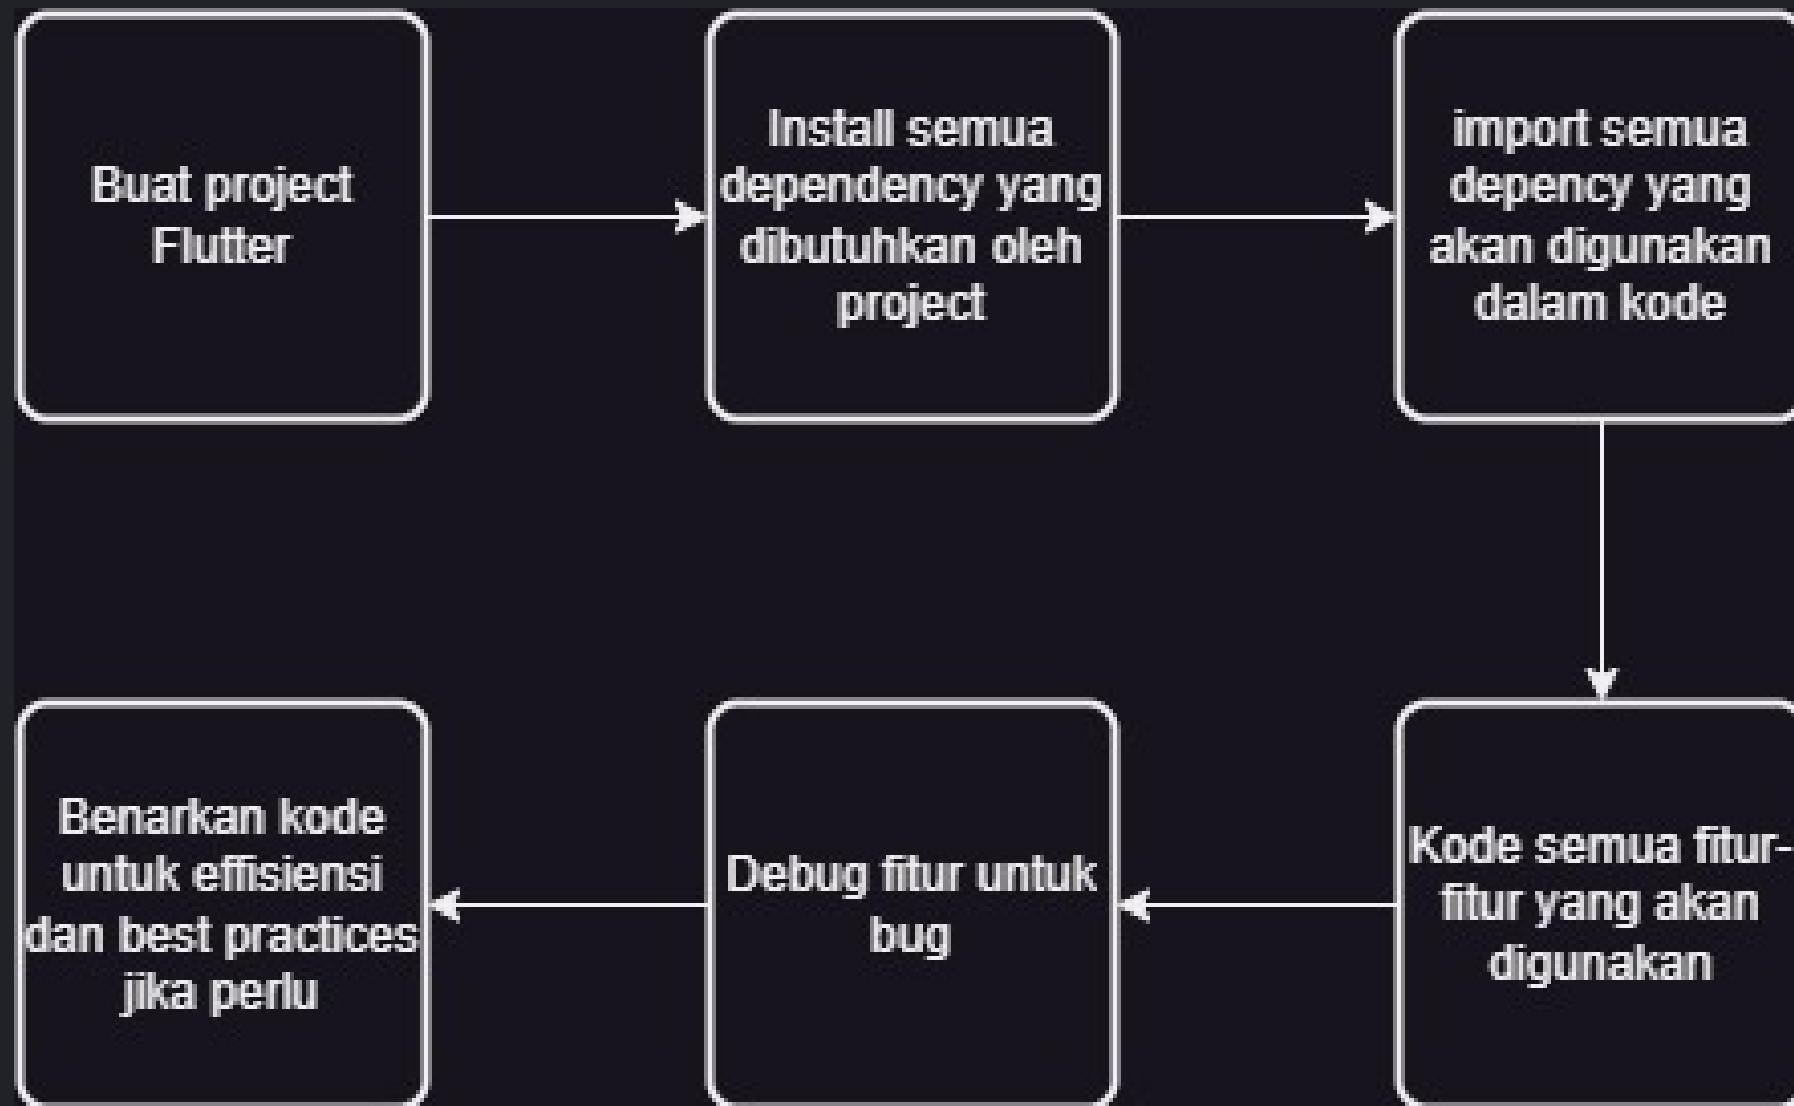 Buat project
Flutter
Install semua
dependency yang
dibutuhkan oleh
project
import semua
depency yang
akan digunakan
dalam kode
Kode semua fitur-
fitur yang akan
digunakan
Debug fitur untuk
bug
Benarkan kode
untuk effisiensi
dan best practices
jika perlu